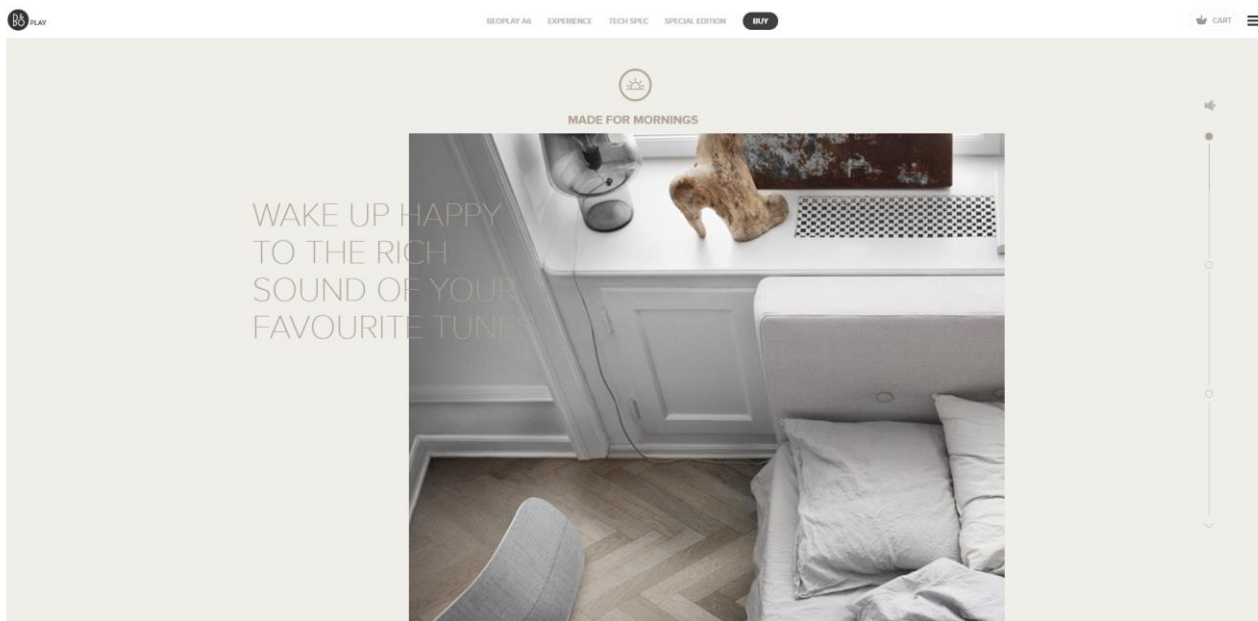 B&O PLAY
BEOPLAY A6 EXPERIENCE TECH SPEC SPECIAL EDITION BUY CART
MADE FOR MORNINGS
WAKE UP HAPPY
TO THE RICH
SOUND OF YOUR
FAVOURITE TUNE